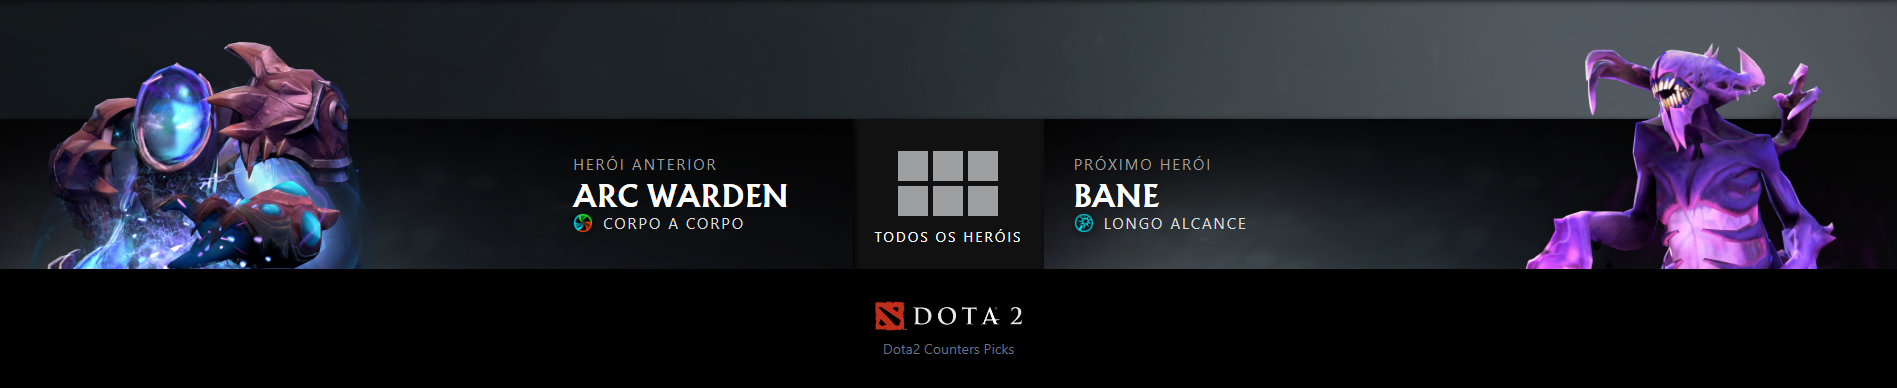 HERÓI ANTERIOR
ARC WARDEN
CORPO A CORPO
TODOS OS HERÓIS
PRÓXIMO HERÓI
BANE
LONGO ALCANCE
DOTA 2
Dota2 Counters Picks